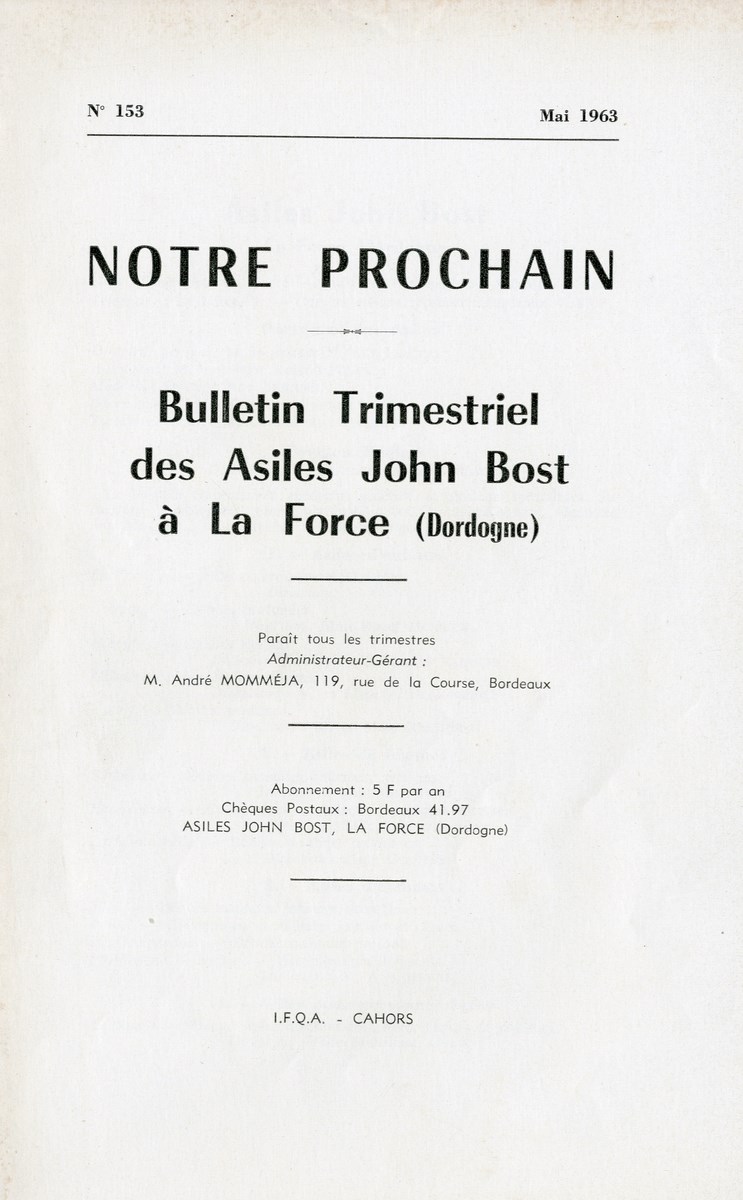 N° 153 Mai 1963
NOTRE PROCHAIN
Bulletin Trimestriel
des Asiles John Bost
à La Force (Dordogne)
Paraît tous les trimestres
Administrateur-Gérant :
M. André MOMMÉJA, 119, rue de la Course, Bordeaux
Abonnement : 5 F par an
Chèques Postaux : Bordeaux 41.97
ASILES JOHN BOST, LA FORCE (Dordogne)
I.F.Q.A. - CAHORS